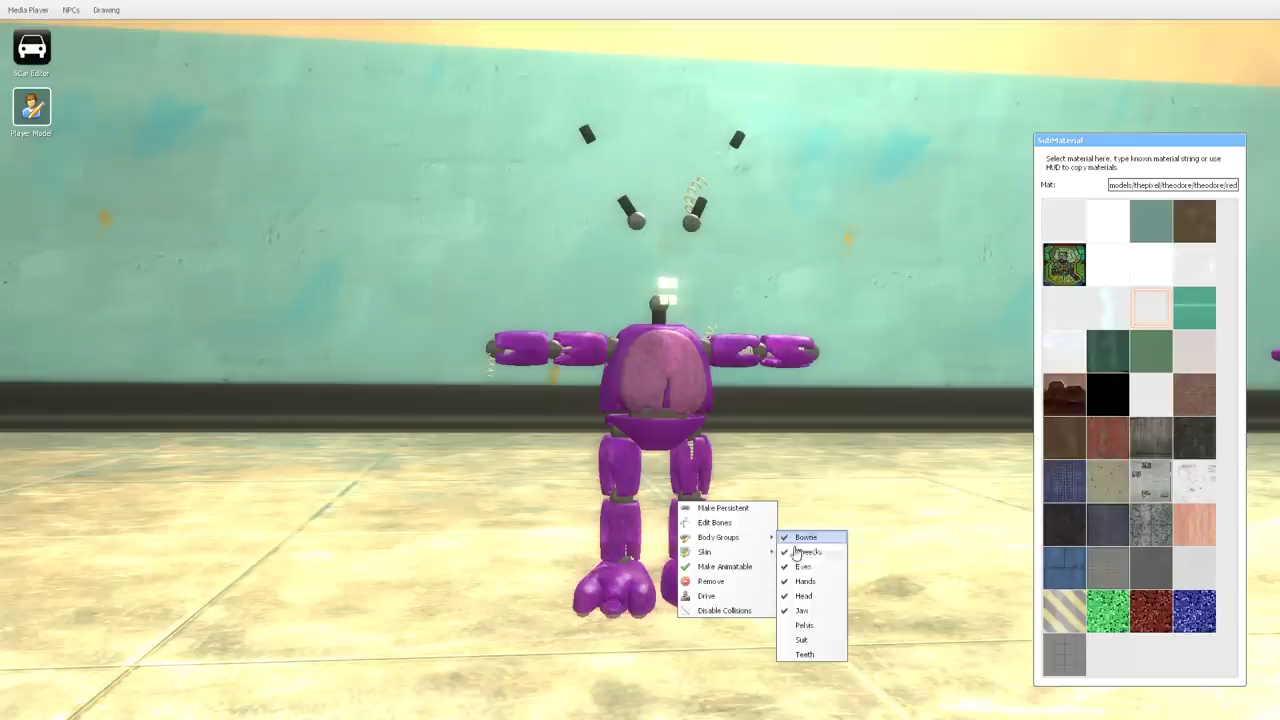 Media Player NPCs Drawing
SCar Editor
Player Model
SubMaterial
Select material here, type known material string or use
HUD to copy materials
Mat: models/thepixel/theodore/theodore/red
Make Persistent
Edit Bones
Body Groups
Skin
Make Animatable
Remove
Drive
Disable Collisions
Bowtie
Eyes
Hands
Head
Jaw
Pelvis
Suit
Teeth